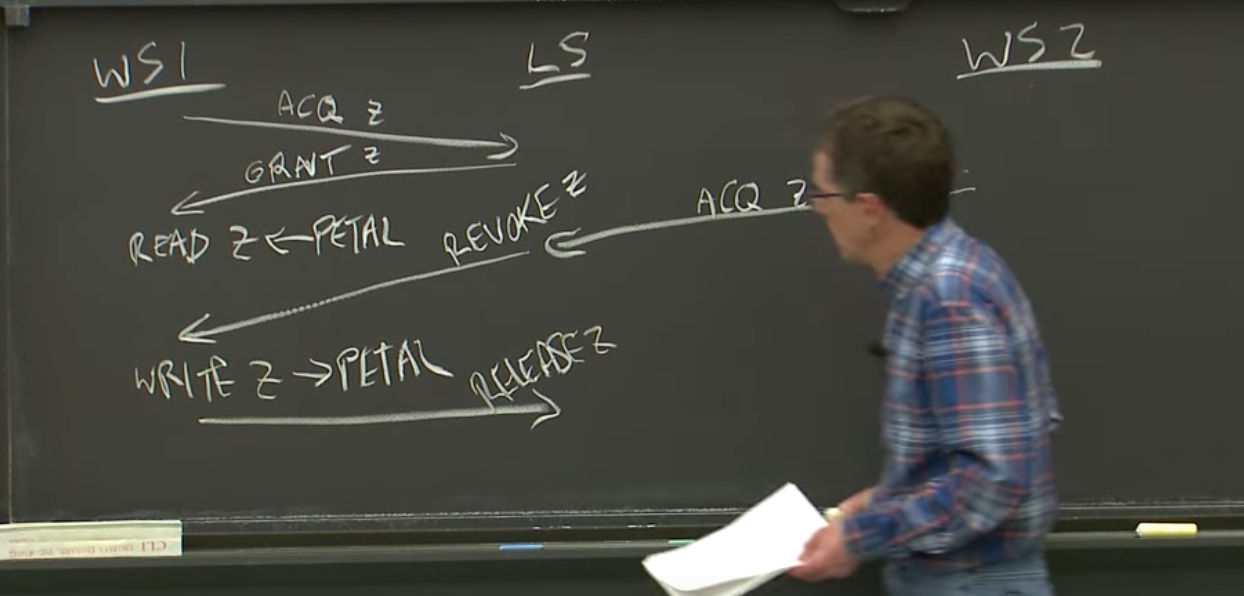 WS1
LS
WS2
ACQ Z
GRANT Z
ACQ Z
READ Z ← PETAL
REVOKE Z
WRITE Z → PETAL
RELEASE Z